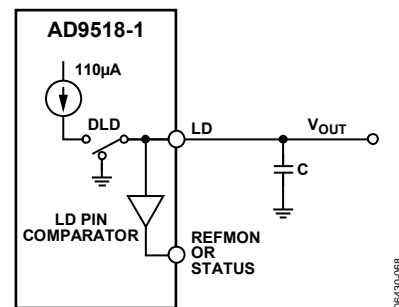 AD9518-1
110µA
DLD
LD
VOUT
C
LD PIN
COMPARATOR
REFMON
OR
STATUS
06430-068